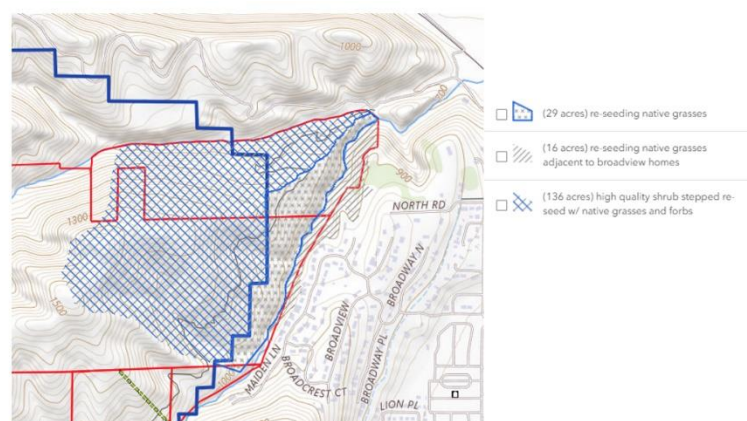 1000
700
(29 acres) re-seeding native grasses
(16 acres) re-seeding native grasses
adjacent to broadview homes
900
(136 acres) high quality shrub stepped re-
seed w/ native grasses and forbs
NORTH RD
1300
BROADWAY N
1500
BROADVIEW
MAIDEN LN
1000
BROADCREST CT
BROADWAY PL
LION PL